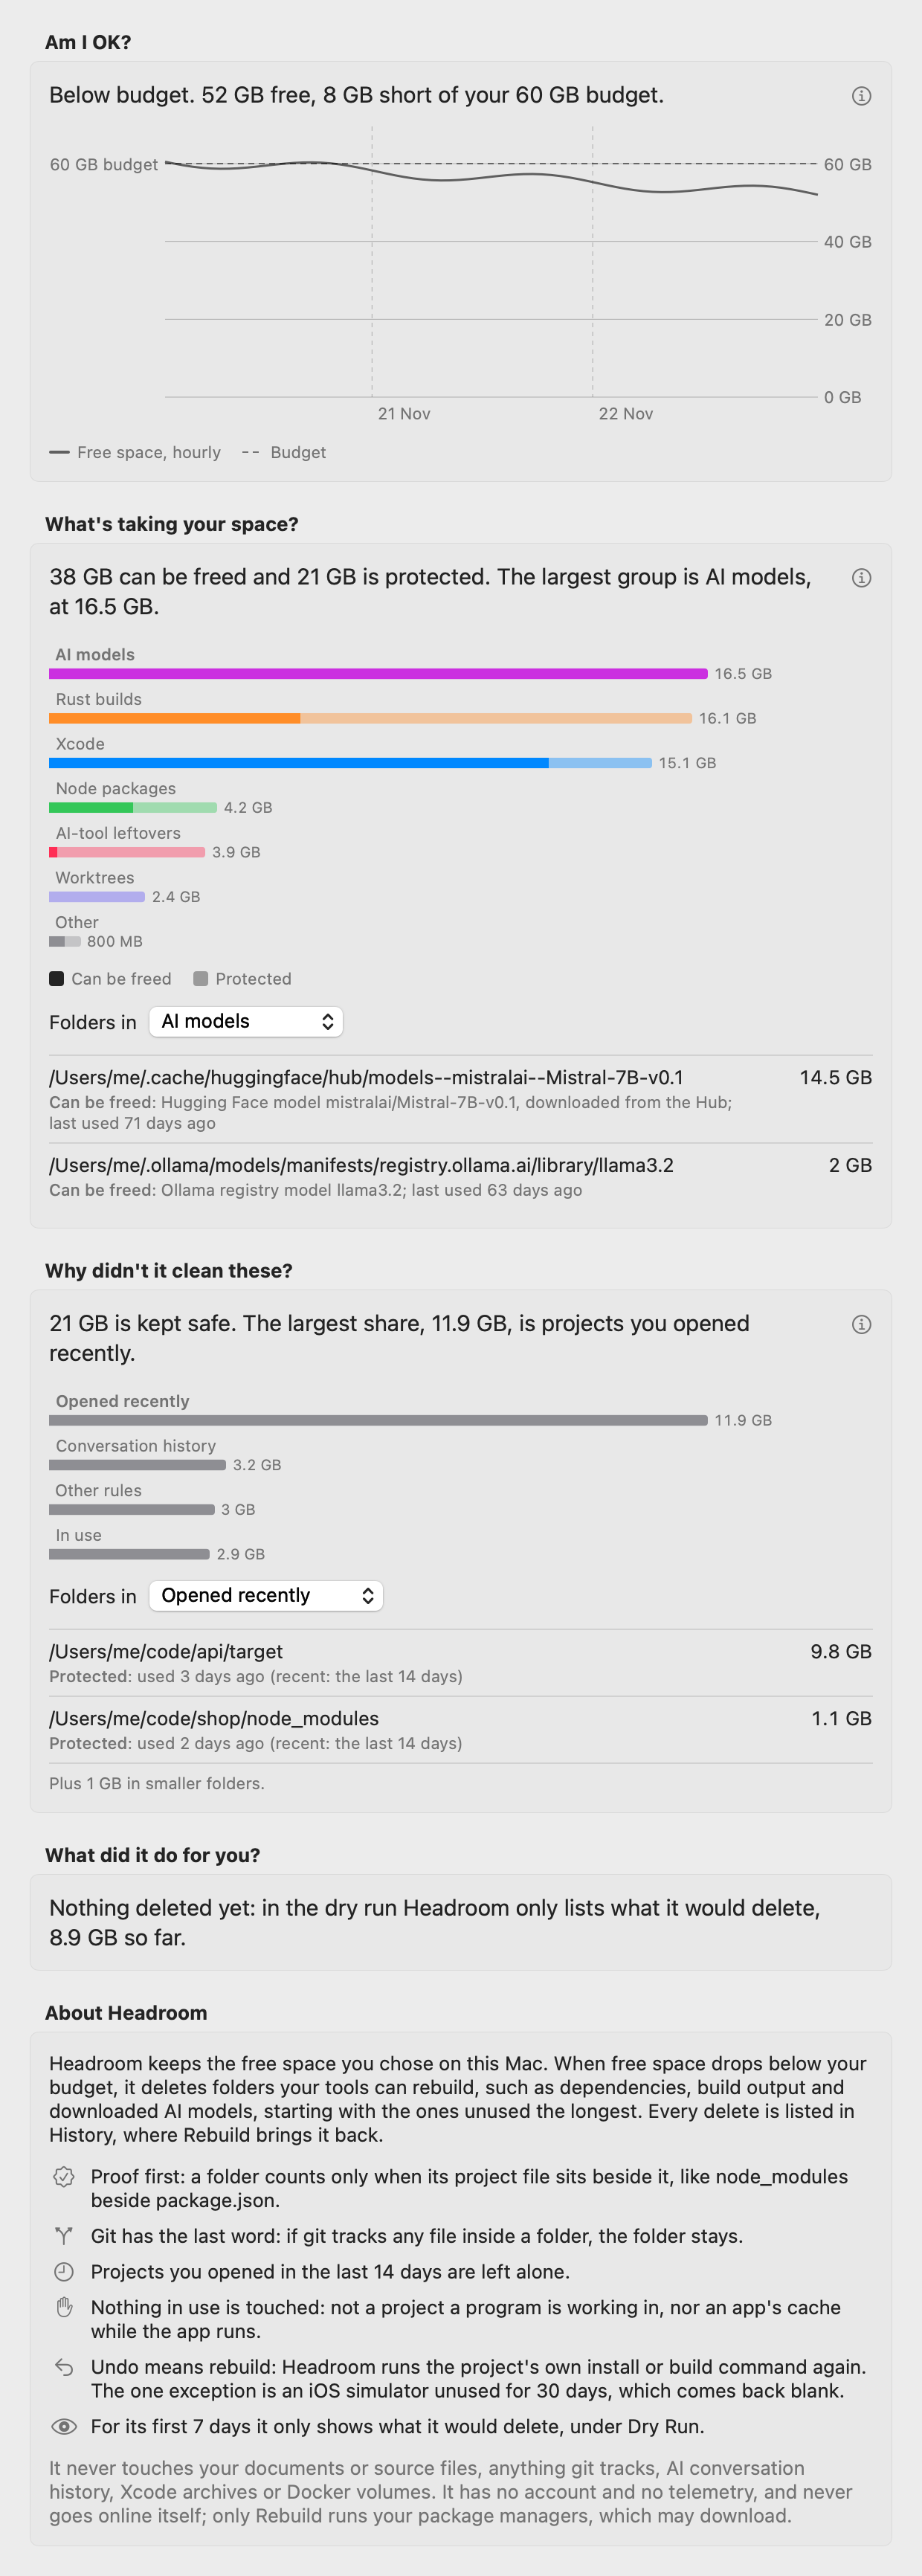 Am I OK?
Below budget. 52 GB free, 8 GB short of your 60 GB budget.
60 GB budget
60 GB
40 GB
20 GB
0 GB
21 Nov
22 Nov
Free space, hourly
Budget
What's taking your space?
38 GB can be freed and 21 GB is protected. The largest group is AI models,
at 16.5 GB.
AI models
16.5 GB
Rust builds
16.1 GB
Xcode
15.1 GB
Node packages
4.2 GB
AI-tool leftovers
3.9 GB
Worktrees
2.4 GB
Other
800 MB
Can be freed
Protected
Folders in
AI models
/Users/me/.cache/huggingface/hub/models--mistralai--Mistral-7B-v0.1
14.5 GB
Can be freed: Hugging Face model mistralai/Mistral-7B-v0.1, downloaded from the Hub;
last used 71 days ago
/Users/me/.ollama/models/manifests/registry.ollama.ai/library/llama3.2
2 GB
Can be freed: Ollama registry model llama3.2; last used 63 days ago
Why didn't it clean these?
21 GB is kept safe. The largest share, 11.9 GB, is projects you opened
recently.
Opened recently
11.9 GB
Conversation history
3.2 GB
Other rules
3 GB
In use
2.9 GB
Folders in
Opened recently
/Users/me/code/api/target
9.8 GB
Protected: used 3 days ago (recent: the last 14 days)
/Users/me/code/shop/node_modules
1.1 GB
Protected: used 2 days ago (recent: the last 14 days)
Plus 1 GB in smaller folders.
What did it do for you?
Nothing deleted yet: in the dry run Headroom only lists what it would delete,
8.9 GB so far.
About Headroom
Headroom keeps the free space you chose on this Mac. When free space drops below your
budget, it deletes folders your tools can rebuild, such as dependencies, build output and
downloaded AI models, starting with the ones unused the longest. Every delete is listed in
History, where Rebuild brings it back.
Proof first: a folder counts only when its project file sits beside it, like node_modules
beside package.json.
Git has the last word: if git tracks any file inside a folder, the folder stays.
Projects you opened in the last 14 days are left alone.
Nothing in use is touched: not a project a program is working in, nor an app's cache
while the app runs.
Undo means rebuild: Headroom runs the project's own install or build command again.
The one exception is an iOS simulator unused for 30 days, which comes back blank.
For its first 7 days it only shows what it would delete, under Dry Run.
It never touches your documents or source files, anything git tracks, AI conversation
history, Xcode archives or Docker volumes. It has no account and no telemetry, and never
goes online itself; only Rebuild runs your package managers, which may download.